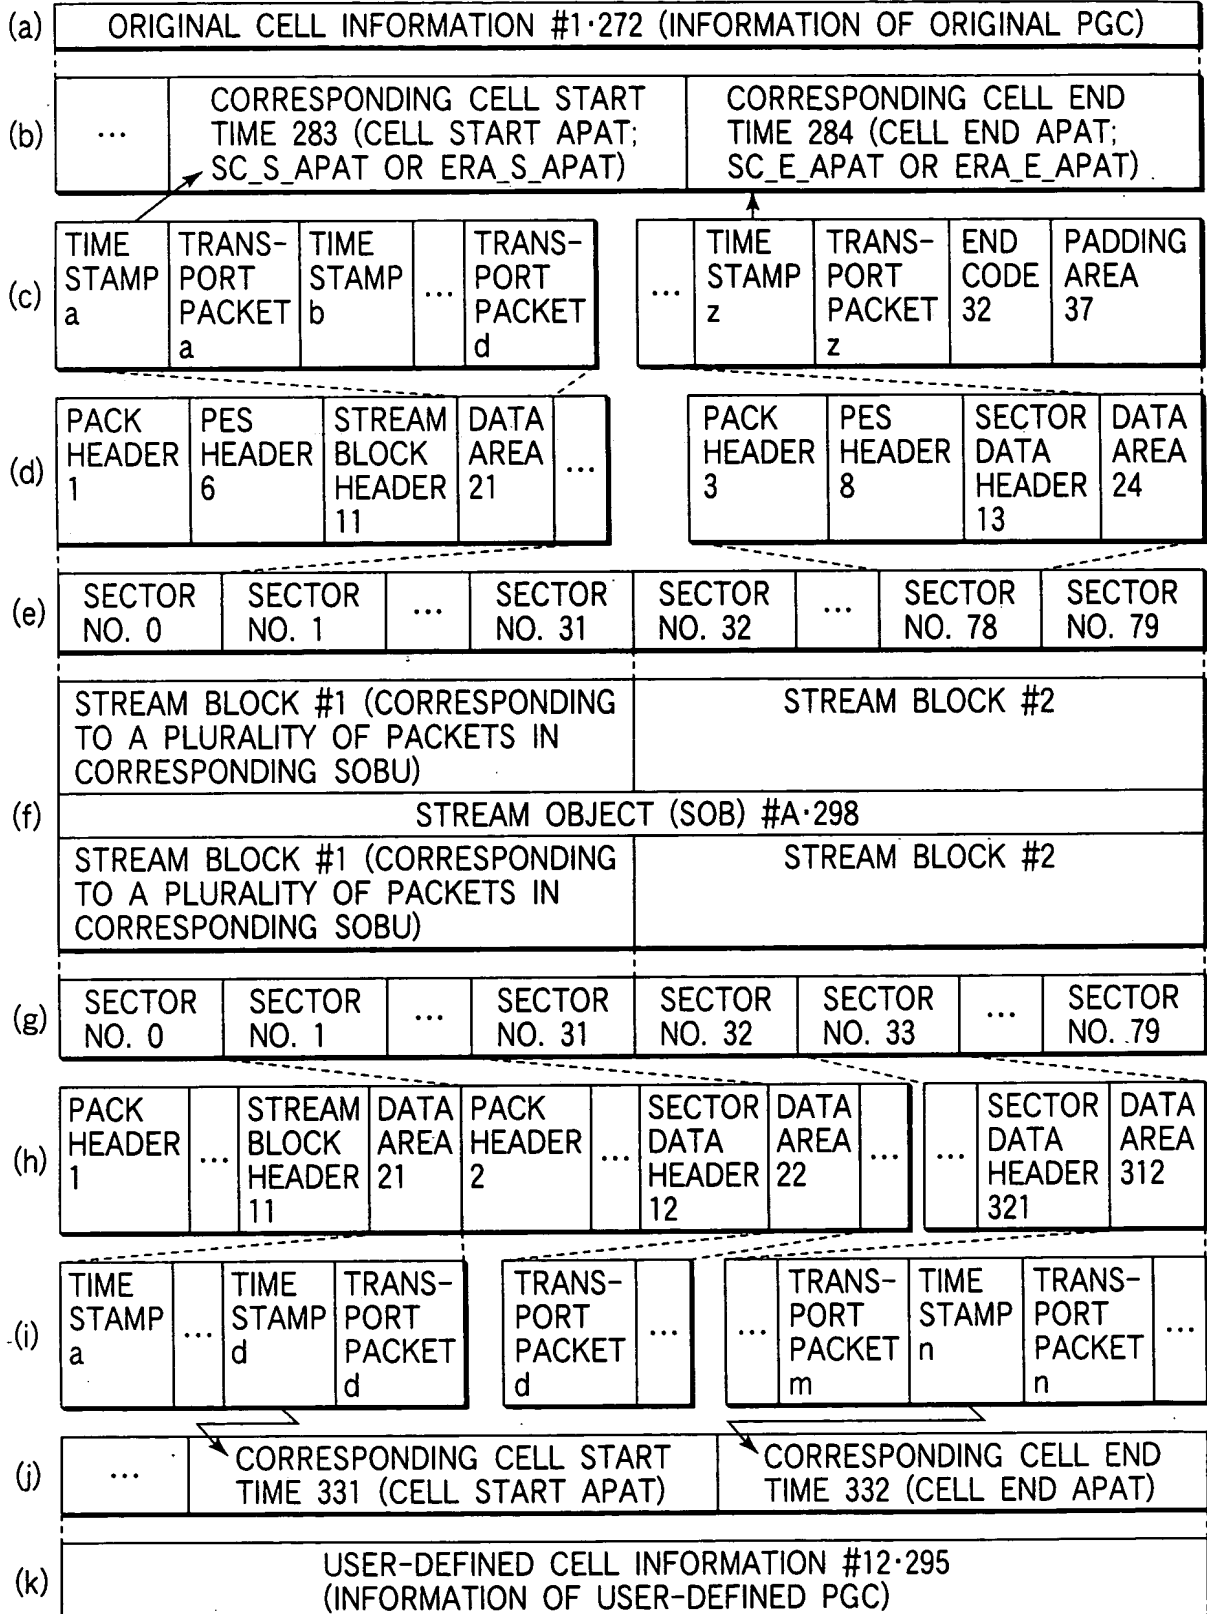 (a) ORIGINAL CELL INFORMATION #1·272 (INFORMATION OF ORIGINAL PGC)
(b) ...
CORRESPONDING CELL START
TIME 283 (CELL START APAT;
SC_S_APAT OR ERA_S_APAT)
CORRESPONDING CELL END
TIME 284 (CELL END APAT;
SC_E_APAT OR ERA_E_APAT)
(c)
TIME
STAMP
a
TRANS-
PORT
PACKET
a
TIME
STAMP
b
...
TRANS-
PORT
PACKET
d
...
TIME
STAMP
z
TRANS-
PORT
PACKET
z
END
CODE
32
PADDING
AREA
37
(d)
PACK
HEADER
1
PES
HEADER
6
STREAM
BLOCK
HEADER
11
DATA
AREA
21
...
PACK
HEADER
3
PES
HEADER
8
SECTOR
DATA
HEADER
13
DATA
AREA
24
(e)
SECTOR
NO. 0
SECTOR
NO. 1
...
SECTOR
NO. 31
SECTOR
NO. 32
...
SECTOR
NO. 78
SECTOR
NO. 79
(f)
STREAM BLOCK #1 (CORRESPONDING
TO A PLURALITY OF PACKETS IN
CORRESPONDING SOBU)
STREAM BLOCK #2
STREAM OBJECT (SOB) #A·298
STREAM BLOCK #1 (CORRESPONDING
TO A PLURALITY OF PACKETS IN
CORRESPONDING SOBU)
STREAM BLOCK #2
(g)
SECTOR
NO. 0
SECTOR
NO. 1
...
SECTOR
NO. 31
SECTOR
NO. 32
SECTOR
NO. 33
...
SECTOR
NO. 79
(h)
PACK
HEADER
1
...
STREAM
BLOCK
HEADER
11
DATA
AREA
21
PACK
HEADER
2
...
SECTOR
DATA
HEADER
12
DATA
AREA
22
...
...
SECTOR
DATA
HEADER
321
DATA
AREA
312
(i)
TIME
STAMP
a
...
TIME
STAMP
d
TRANS-
PORT
PACKET
d
TRANS-
PORT
PACKET
d
...
...
TRANS-
PORT
PACKET
m
TIME
STAMP
n
TRANS-
PORT
PACKET
n
...
(j) ...
CORRESPONDING CELL START
TIME 331 (CELL START APAT)
CORRESPONDING CELL END
TIME 332 (CELL END APAT)
(k)
USER-DEFINED CELL INFORMATION #12·295
(INFORMATION OF USER-DEFINED PGC)